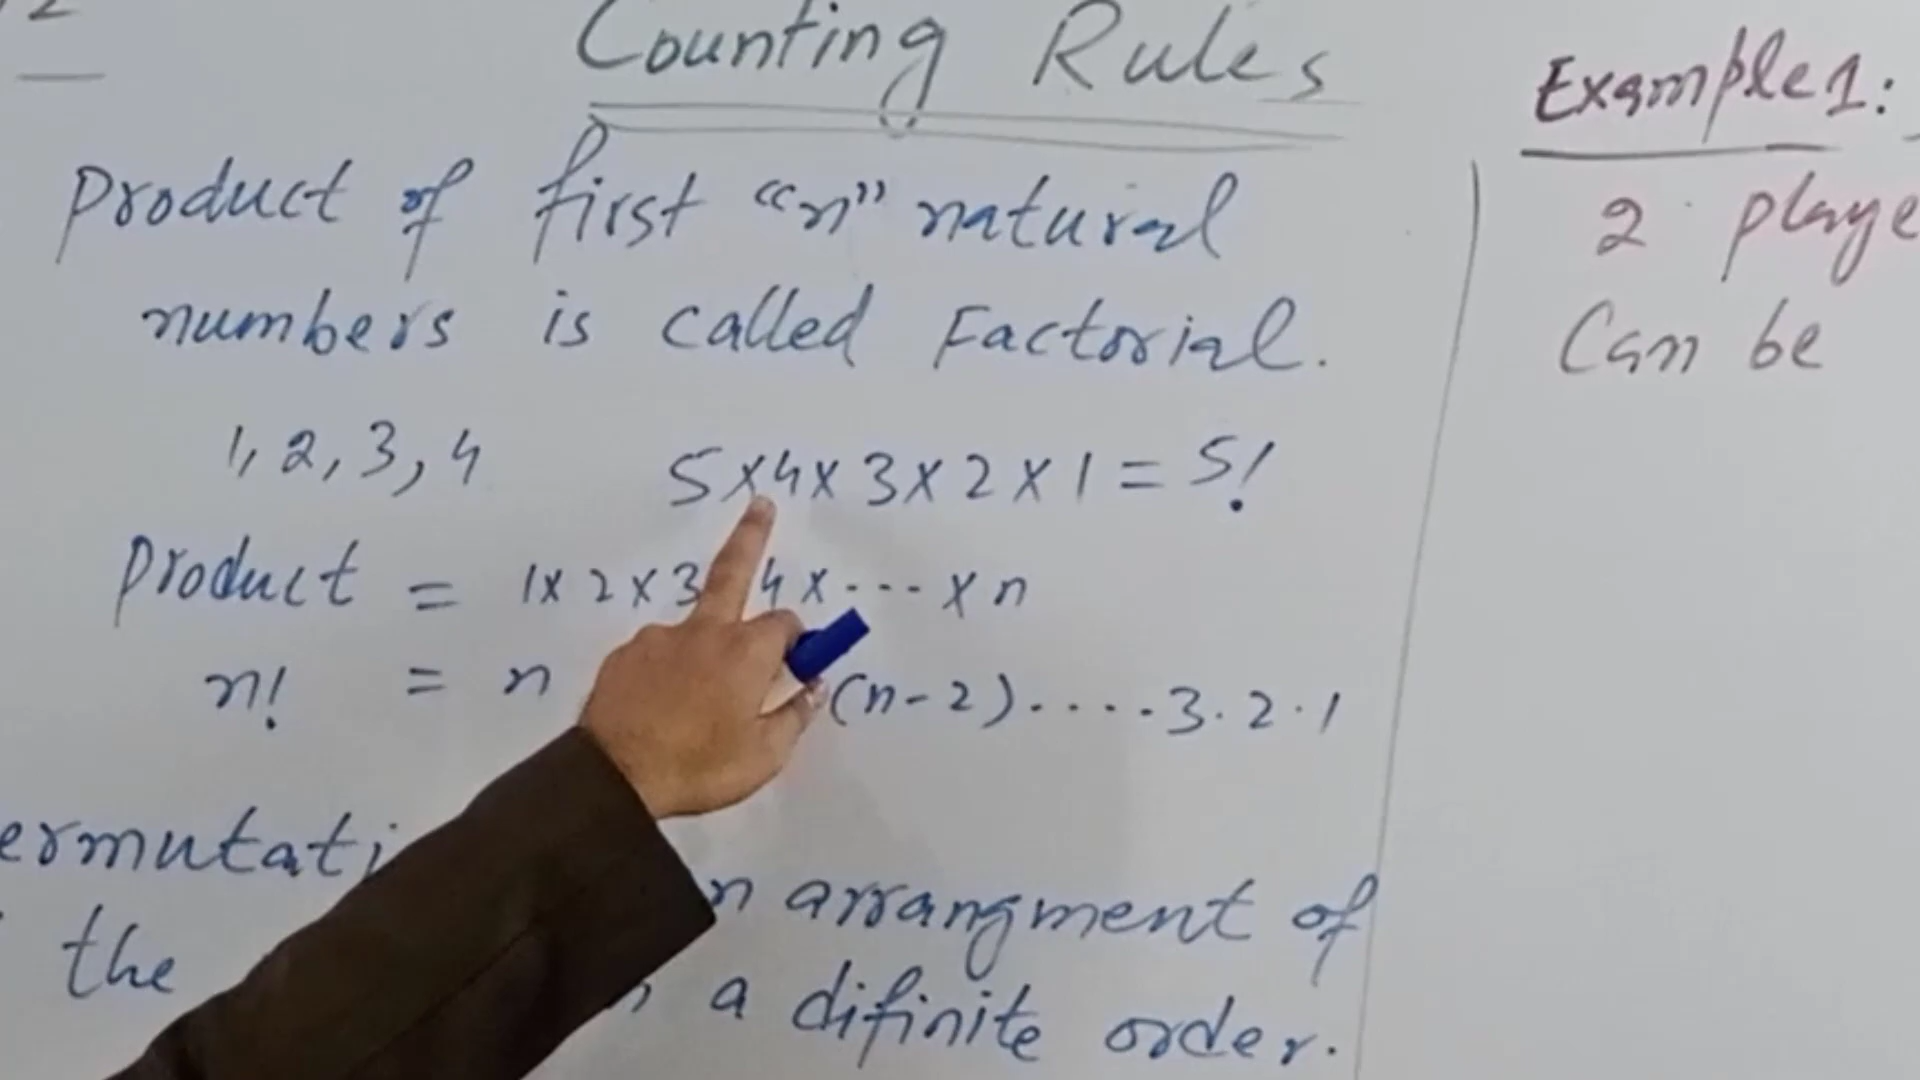 Counting Rules
Product of first "n" natural
numbers is called Factorial.
1, 2, 3, 4 5×4×3×2×1=5!
Product = 1×2×3 4×---×n
n! = n (n-2).....3.2.1
ermutati n arrangment of
the a difinite order.
Example 1:
2 playe
Can be